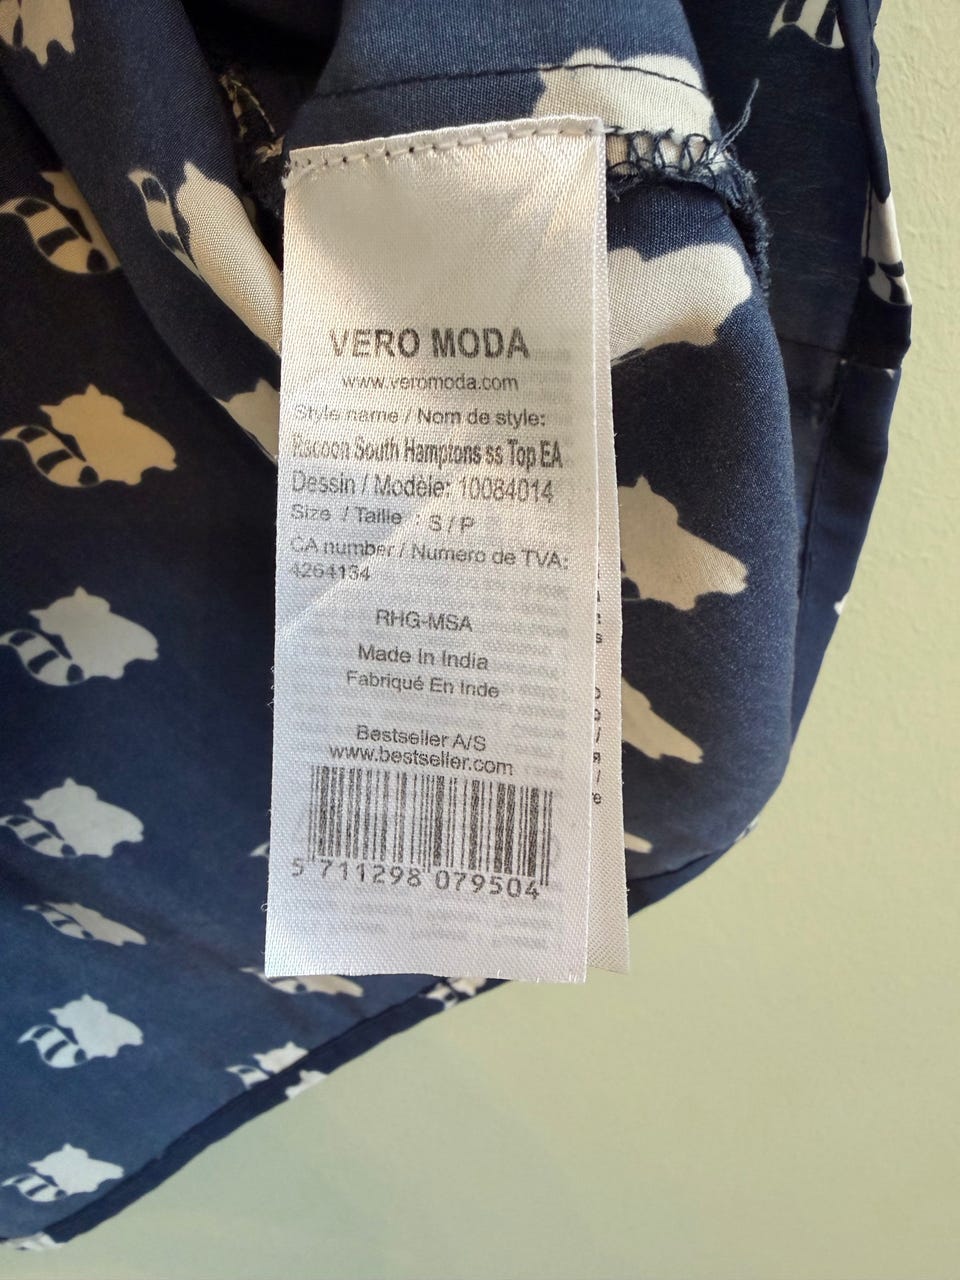 VERO MODA
www.veromoda.com
Style name / Nom de style:
Racoon South Hamptons ss Top EA
Dessin / Modèle: 10084014
Size / Taille : S / P
CA number / Numero de TVA:
4264134
RHG-MSA
Made In India
Fabriqué En Inde
Bestseller A/S
www.bestseller.com
5 711298 079504